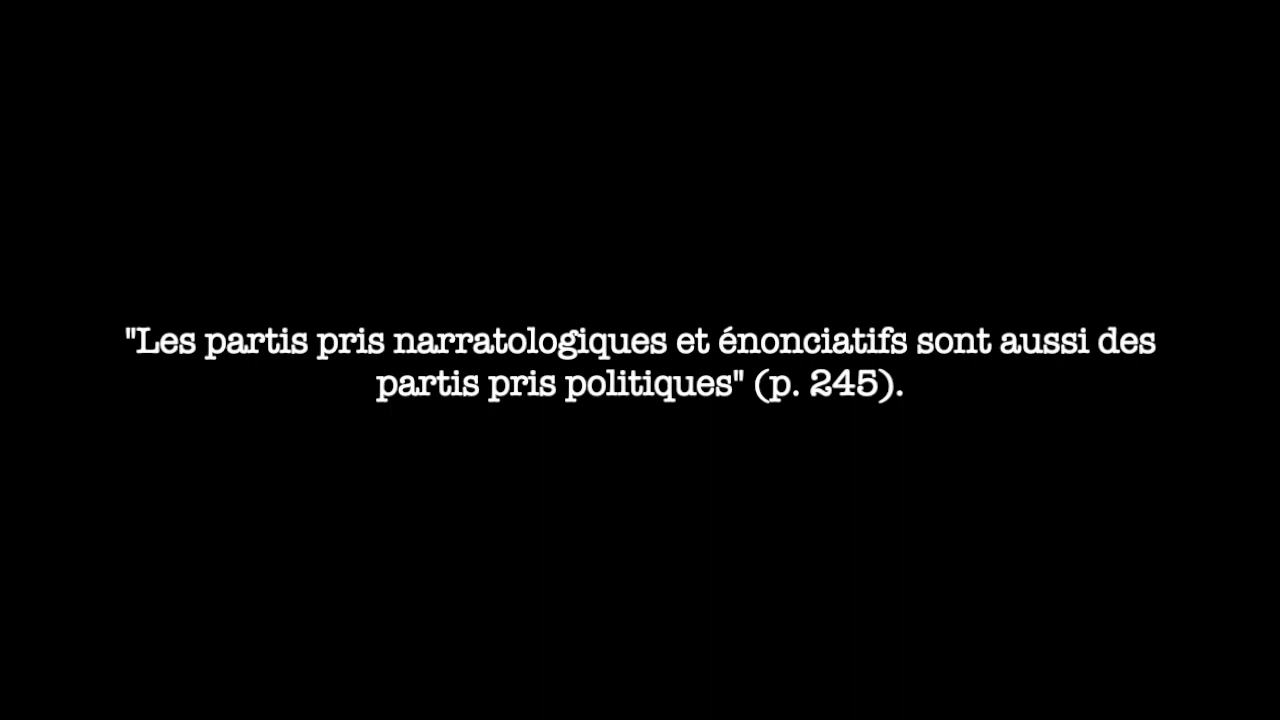 "Les partis pris narratologiques et énonciatifs sont aussi des
partis pris politiques" (p. 245).